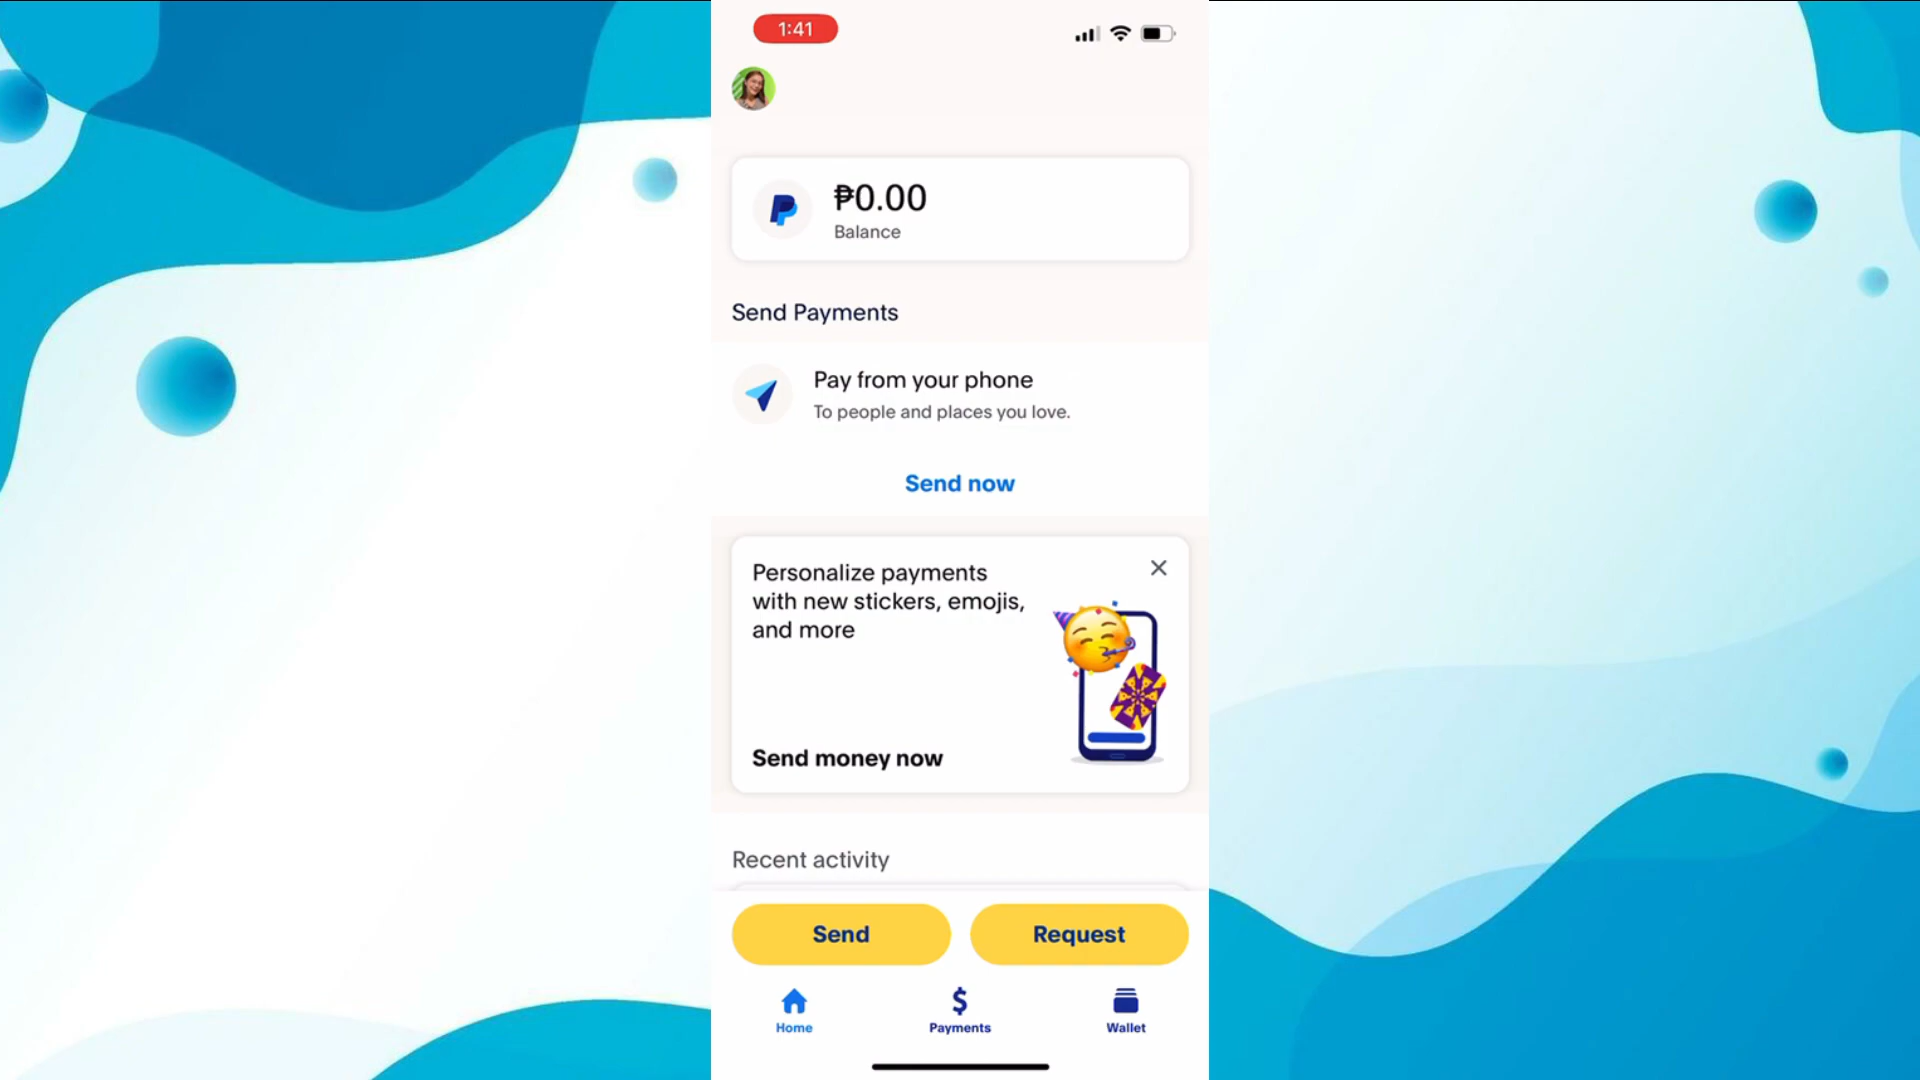 1:41
₱0.00
Balance
Send Payments
Pay from your phone
To people and places you love.
Send now
Personalize payments
with new stickers, emojis,
and more
Send money now
Recent activity
Send
Request
Home
Payments
Wallet